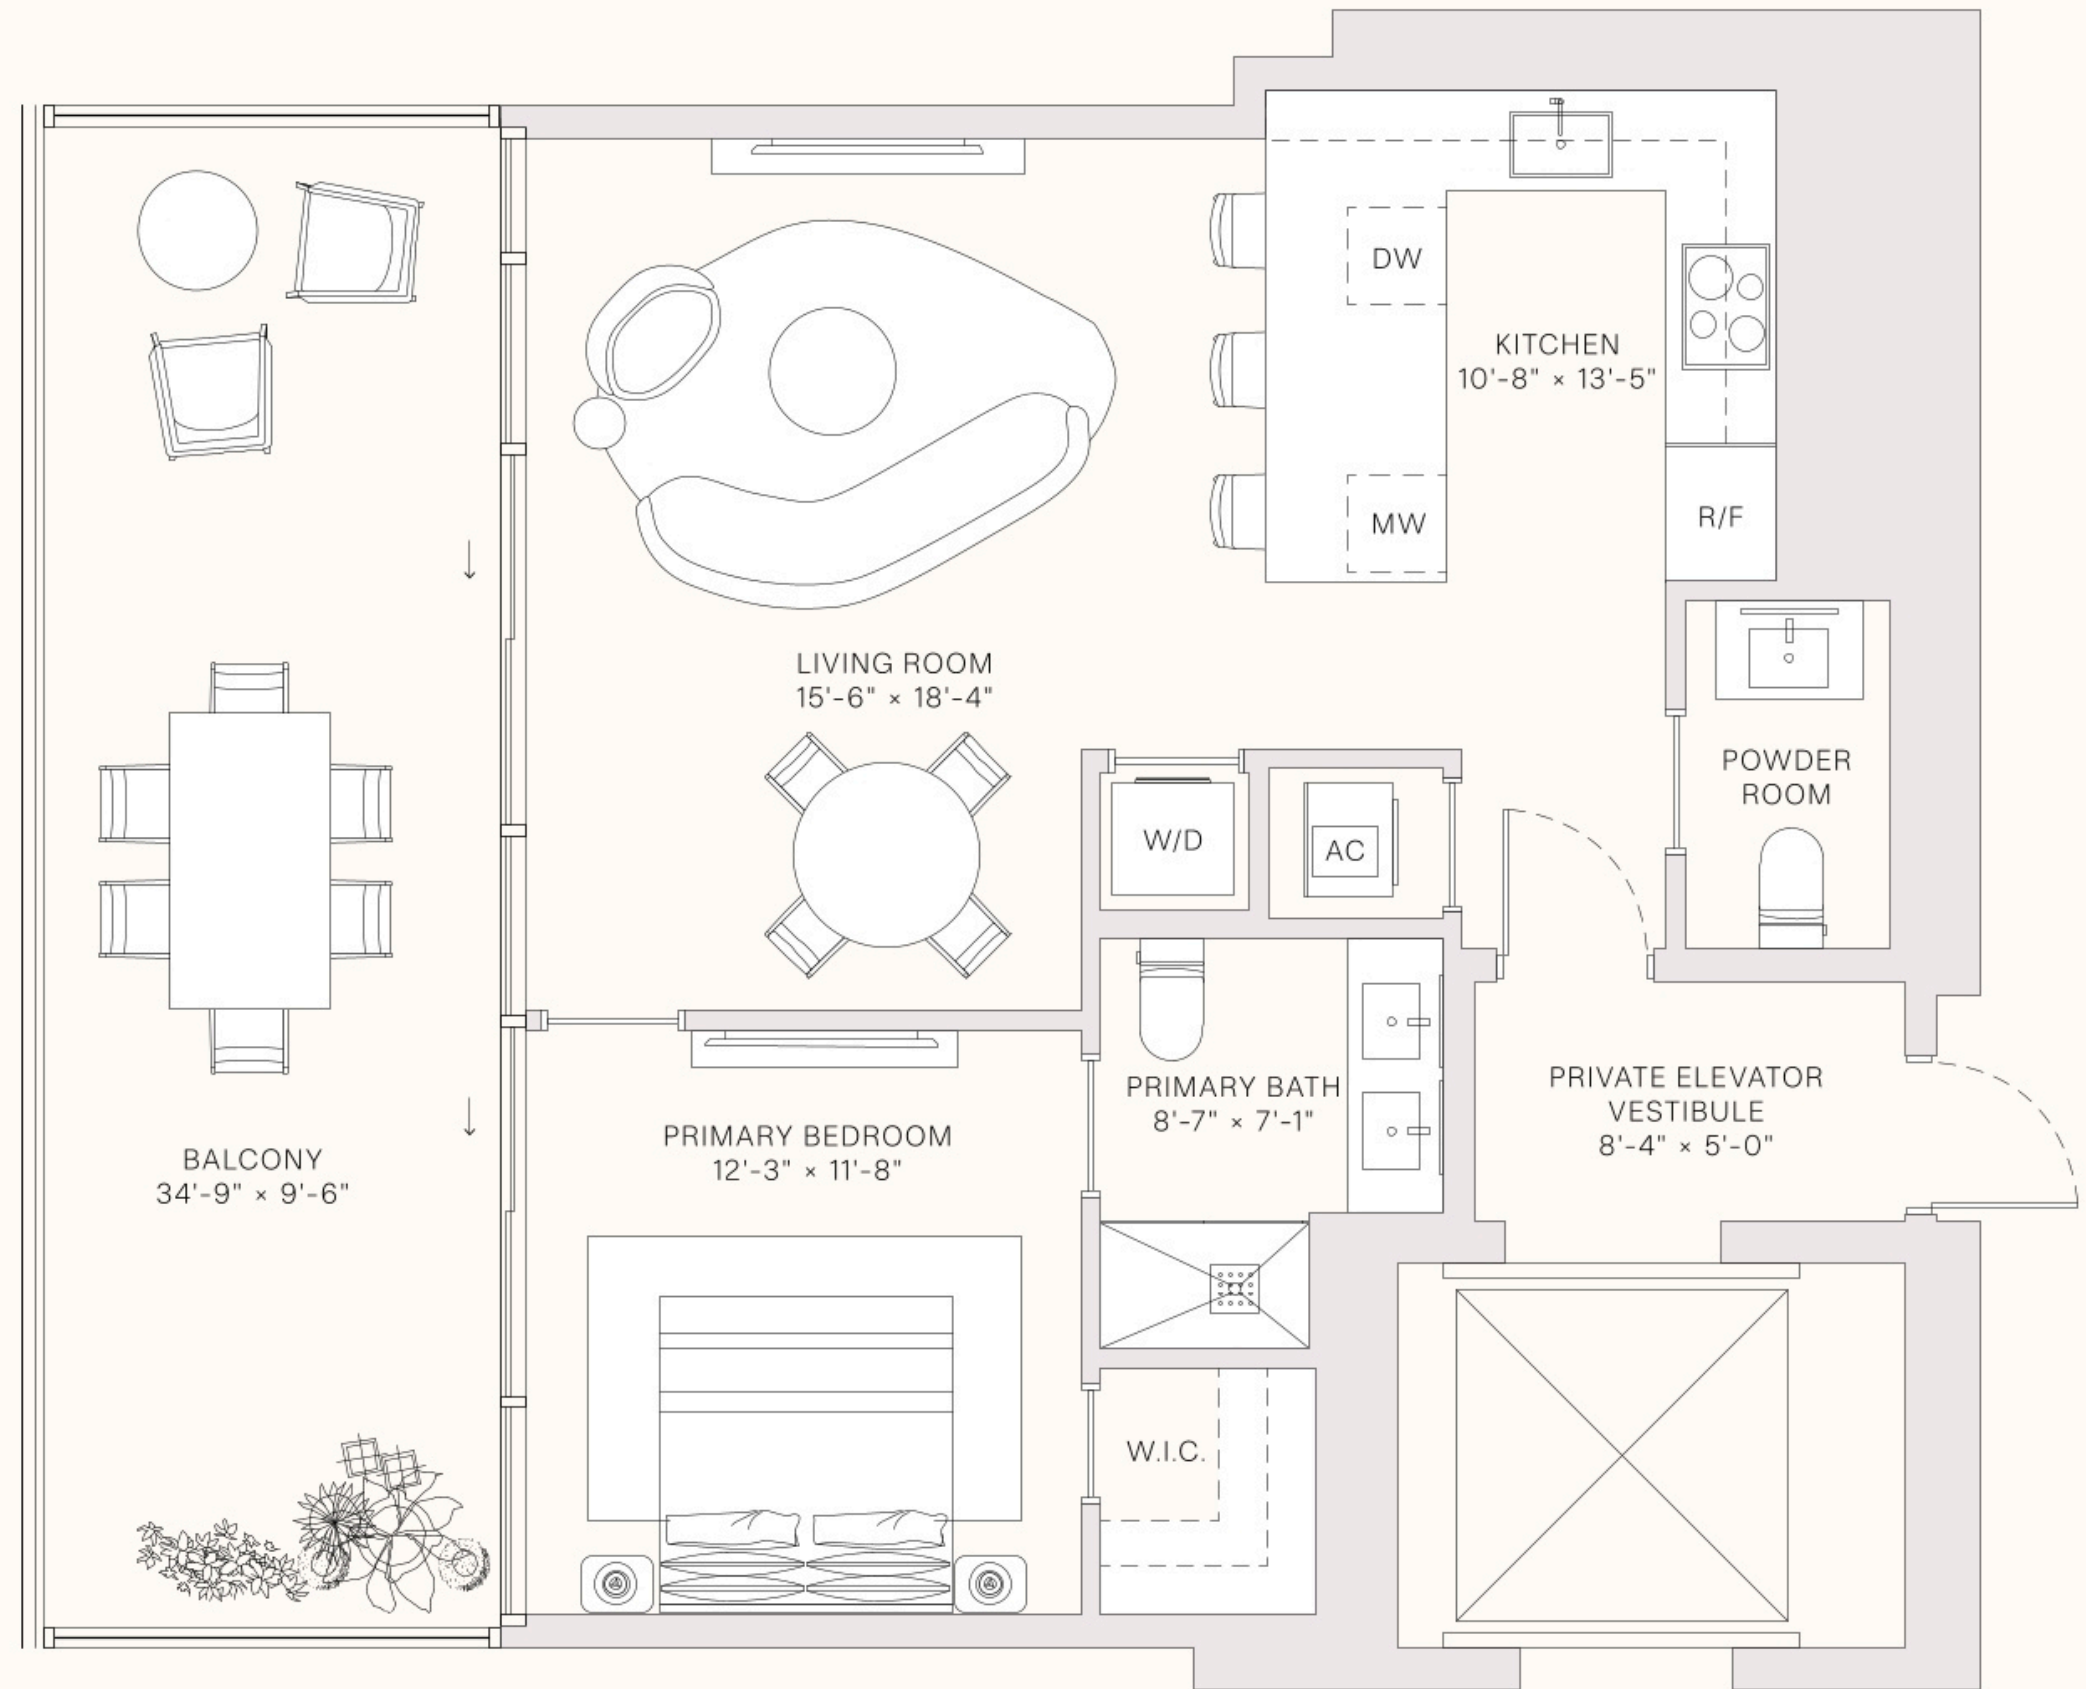 DW
KITCHEN
10'-8" × 13'-5"
MW
R/F
LIVING ROOM
15'-6" × 18'-4"
POWDER
ROOM
W/D
AC
PRIMARY BATH
8'-7" × 7'-1"
PRIVATE ELEVATOR
VESTIBULE
8'-4" × 5'-0"
PRIMARY BEDROOM
12'-3" × 11'-8"
BALCONY
34'-9" × 9'-6"
W.I.C.